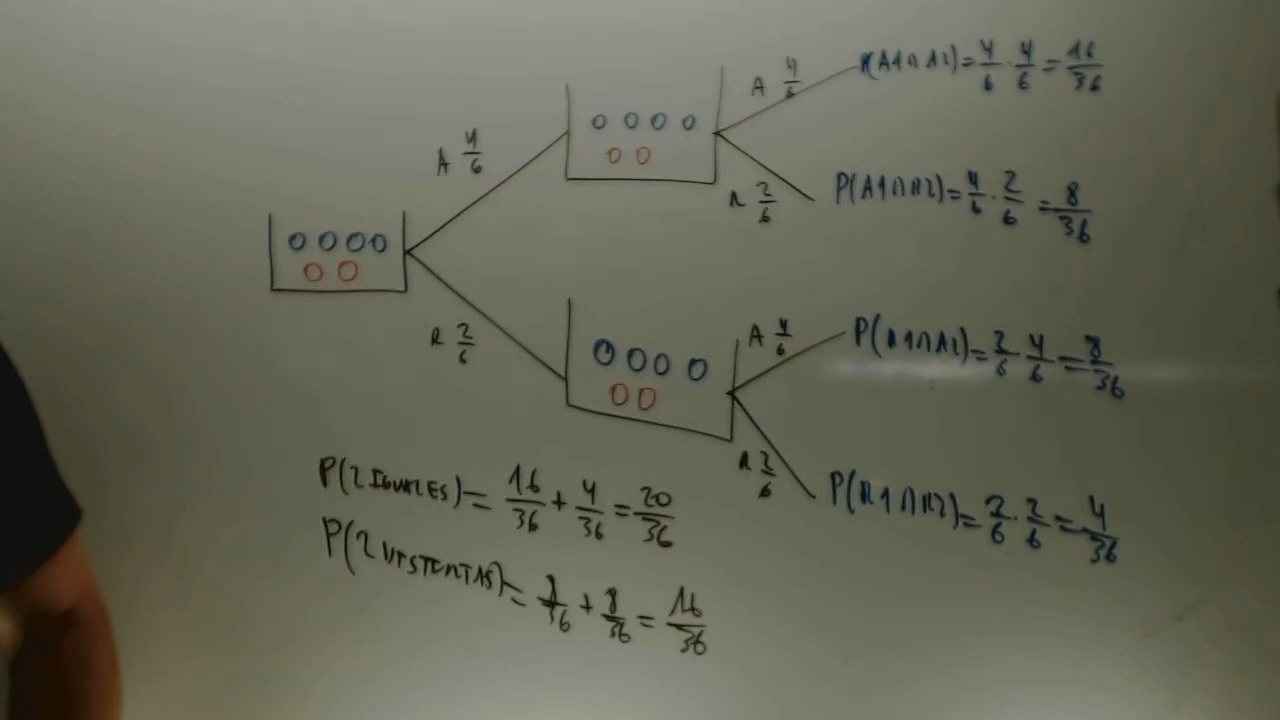 A 4/6
R 2/6
A 4/6
R 2/6
A 4/6
R 2/6
P(A1∩A2)=4/6·4/6=16/36
P(A1∩R2)=4/6·2/6=8/36
P(R1∩A2)=2/6 4/6=8/36
P(R1∩R2)=2/6·2/6=4/36
P(2 IGUALES)=16/36+4/36=20/36
P(2 DISTINTAS)=8/36+8/36=16/36